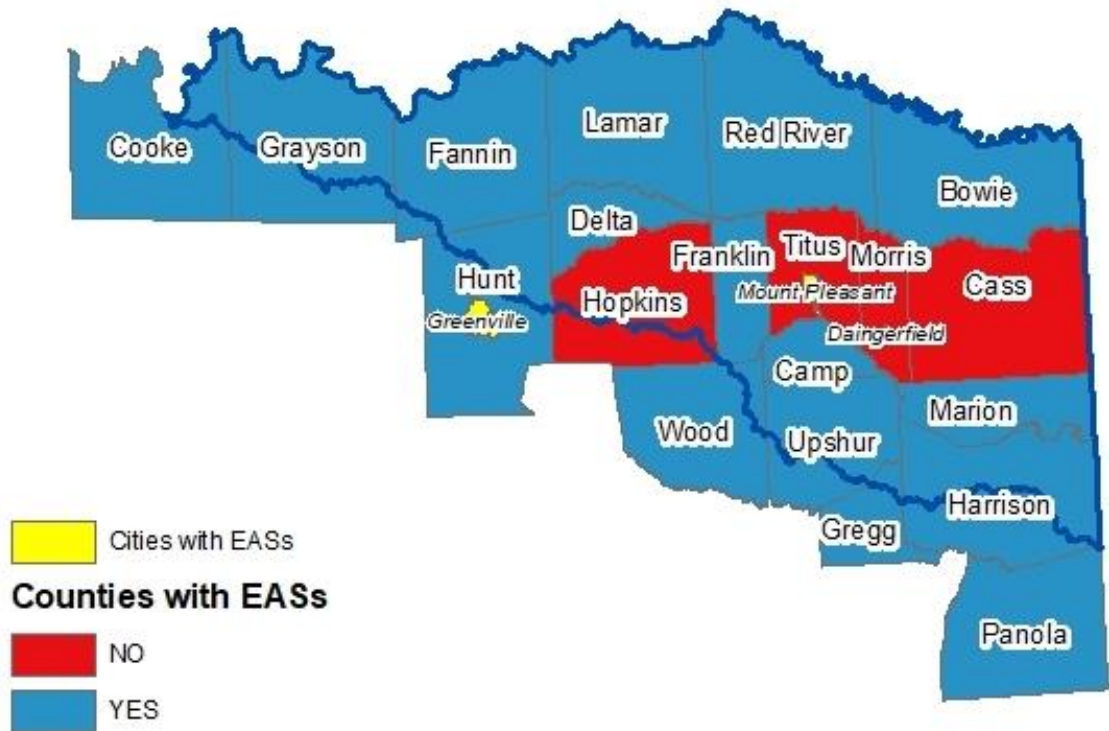 Lamar
Red River
Cooke
Grayson
Fannin
Bowie
Delta
Titus
Franklin
Morris
Hunt
Cass
Mount Pleasant
Hopkins
Greenville
Daingerfield
Camp
Marion
Wood
Upshur
Harrison
Gregg
Cities with EASs
Counties with EASs
Panola
NO
YES